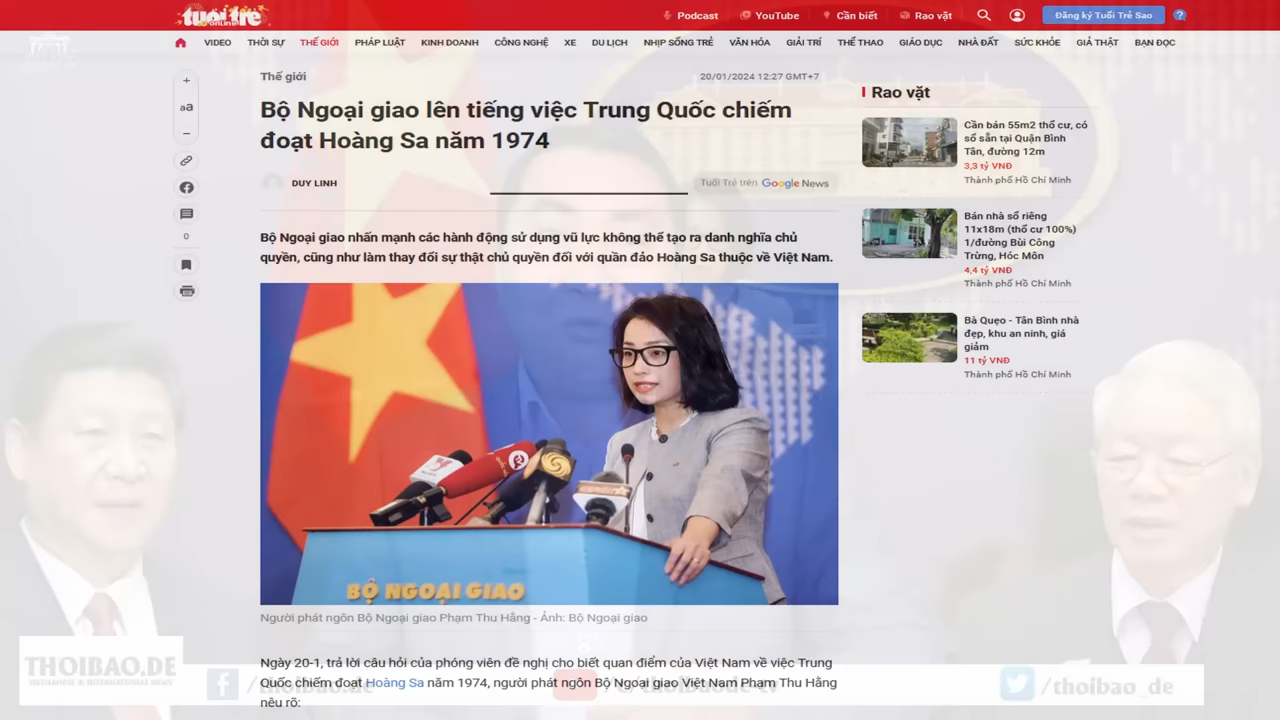 tuổi trẻ
ONLINE
Podcast
YouTube
Cần biết
Rao vặt
Đăng ký Tuổi Trẻ Sao
?
VIDEO
THỜI SỰ
THẾ GIỚI
PHÁP LUẬT
KINH DOANH
CÔNG NGHỆ
XE
DU LỊCH
NHỊP SỐNG TRẺ
VĂN HÓA
GIẢI TRÍ
THỂ THAO
GIÁO DỤC
NHÀ ĐẤT
SỨC KHỎE
GIẢ THẬT
BẠN ĐỌC
+
aA
−
0
Thế giới
20/01/2024 12:27 GMT+7
Bộ Ngoại giao lên tiếng việc Trung Quốc chiếm
đoạt Hoàng Sa năm 1974
DUY LINH
Tuổi Trẻ trên Google News
Bộ Ngoại giao nhấn mạnh các hành động sử dụng vũ lực không thể tạo ra danh nghĩa chủ
quyền, cũng như làm thay đổi sự thật chủ quyền đối với quần đảo Hoàng Sa thuộc về Việt Nam.
BỘ NGOẠI GIAO
Người phát ngôn Bộ Ngoại giao Phạm Thu Hằng - Ảnh: Bộ Ngoại giao
Ngày 20-1, trả lời câu hỏi của phóng viên đề nghị cho biết quan điểm của Việt Nam về việc Trung
Quốc chiếm đoạt Hoàng Sa năm 1974, người phát ngôn Bộ Ngoại giao Việt Nam Phạm Thu Hằng
nêu rõ:
Rao vặt
Cần bán 55m2 thổ cư, có
sổ sẵn tại Quận Bình
Tân, đường 12m
3,3 tỷ VNĐ
Thành phố Hồ Chí Minh
Bán nhà sổ riêng
11x18m (thổ cư 100%)
1/đường Bùi Công
Trừng, Hóc Môn
4,4 tỷ VNĐ
Thành phố Hồ Chí Minh
Bà Quẹo - Tân Bình nhà
đẹp, khu an ninh, giá
giảm
11 tỷ VNĐ
Thành phố Hồ Chí Minh
THOIBAO.DE
VIETNAMESE & INTERNATIONAL NEWS
/thoibao_de